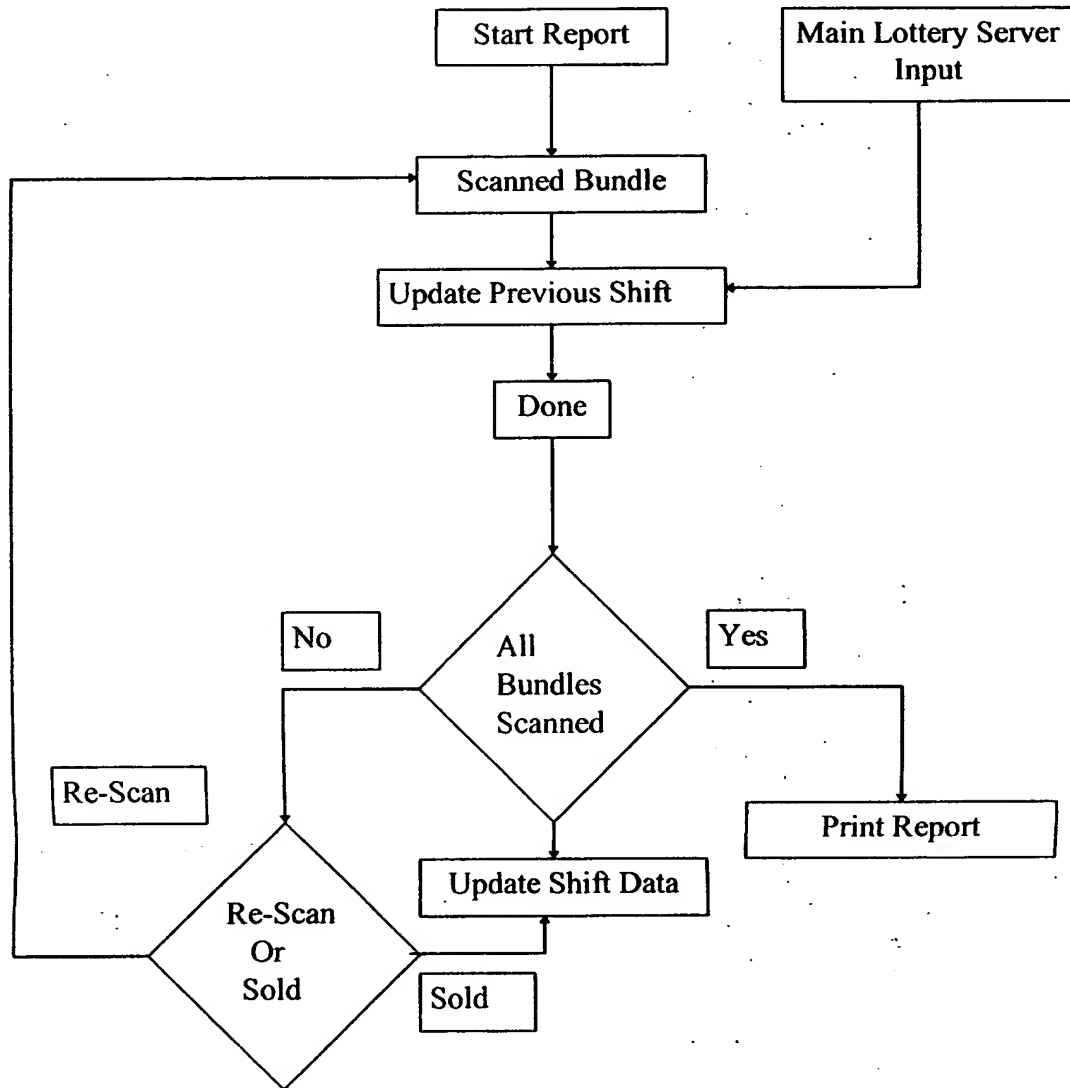 Start Report
Main Lottery Server
Input
Scanned Bundle
Update Previous Shift
Done
No
Yes
All
Bundles
Scanned
Re-Scan
Print Report
Update Shift Data
Re-Scan
Or
Sold
Sold